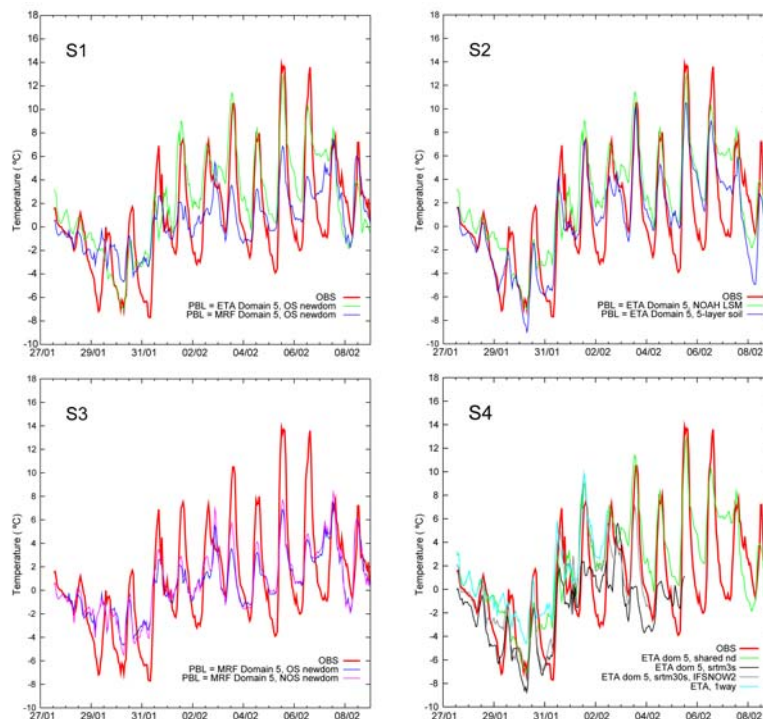 S1
Temperature ( ºC)
18
16
14
12
10
8
6
4
2
0
-2
-4
-6
-8
-10
OBS
PBL = ETA Domain 5, OS newdom
PBL = MRF Domain 5, OS newdom
27/01 29/01 31/01 02/02 04/02 06/02 08/02
S2
Temperature ( ºC)
18
16
14
12
10
8
6
4
2
0
-2
-4
-6
-8
-10
OBS
PBL = ETA Domain 5, NOAH LSM
PBL = ETA Domain 5, 5-layer soil
27/01 29/01 31/01 02/02 04/02 06/02 08/02
S3
Temperature ( ºC)
18
16
14
12
10
8
6
4
2
0
-2
-4
-6
-8
-10
OBS
PBL = MRF Domain 5, OS newdom
PBL = MRF Domain 5, NOS newdom
27/01 29/01 31/01 02/02 04/02 06/02 08/02
S4
Temperature ( ºC)
18
16
14
12
10
8
6
4
2
0
-2
-4
-6
-8
-10
OBS
ETA dom 5, shared nd
ETA dom 5, srtm3s
ETA dom 5, srtm30s, IFSNOW2
ETA, 1way
27/01 29/01 31/01 02/02 04/02 06/02 08/02